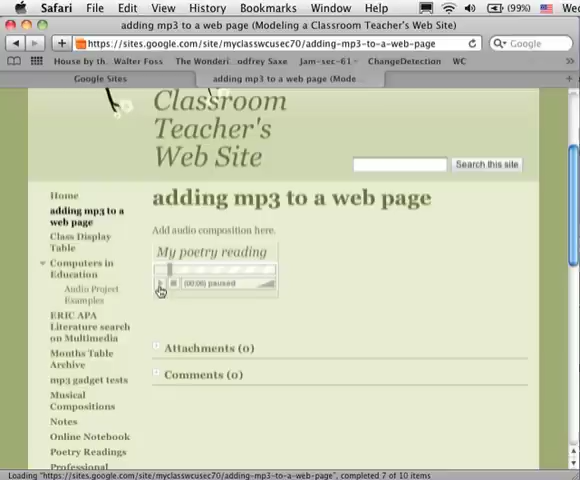 Safari File Edit View History Bookmarks Window (99%) Wed
adding mp3 to a web page (Modeling a Classroom Teacher's Web Site)
https://sites.google.com/site/myclasswcusec70/adding-mp3-to-a-web-page Google
House by th. Walter Foss The Wonderi odfrey Saxe Jam-sec-61 ChangeDetection WC
Google Sites adding mp3 to a web page (Mode...
Classroom
Teacher's
Web Site
Search this site
adding mp3 to a web page
Add audio composition here.
My poetry reading
(00:06) paused
Attachments (0)
Comments (0)
Home
adding mp3 to a
web page
Class Display
Table
Computers in
Education
Audio Project
Examples
ERIC APA
Literature search
on Multimedia
Months Table
Archive
mp3 gadget tests
Musical
Compositions
Notes
Online Notebook
Poetry Readings
Professional
Loading "https://sites.google.com/site/myclasswcusec70/adding-mp3-to-a-web-page", completed 7 of 10 items